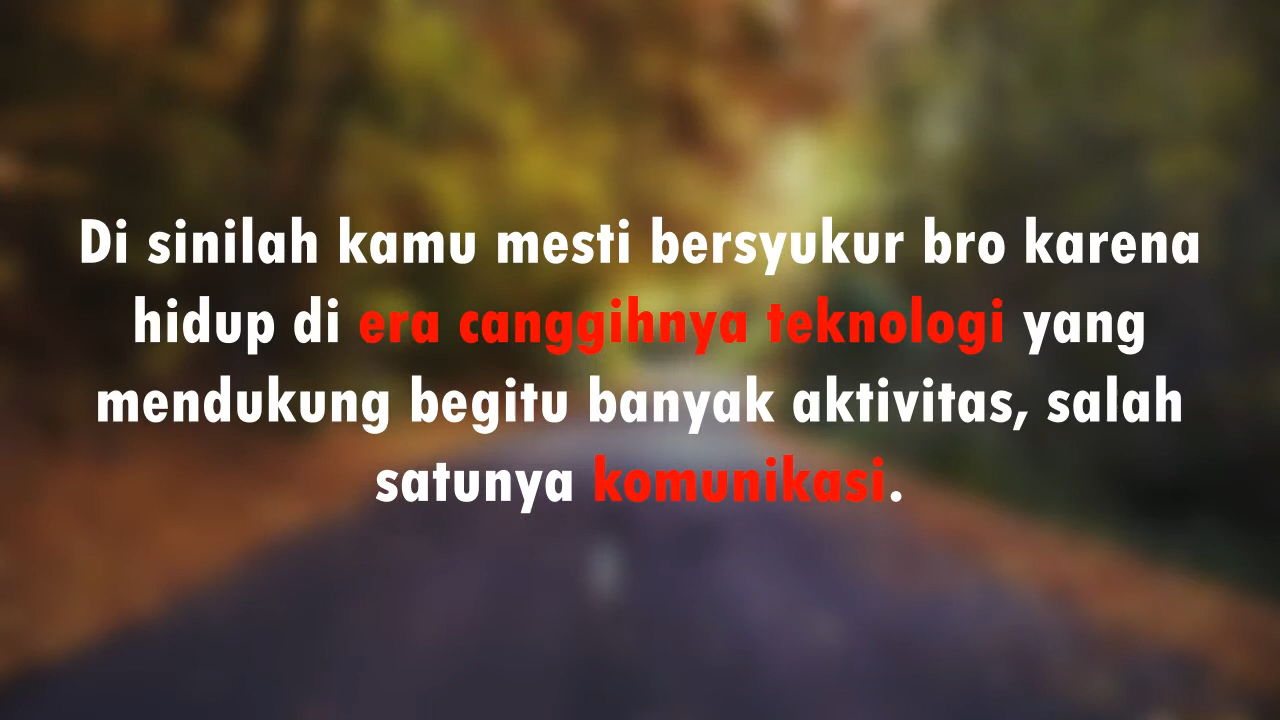 Di sinilah kamu mesti bersyukur bro karena
hidup di era canggihnya teknologi yang
mendukung begitu banyak aktivitas, salah
satunya komunikasi.